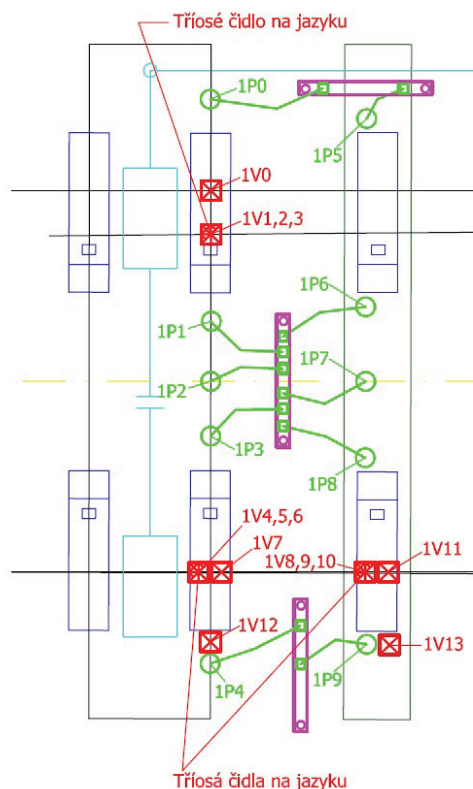 Tříosé čidlo na jazyku
1P0
1P5
1V0
1V1,2,3
1P6
1P1
1P7
1P2
1P3
1P8
1V4,5,6
1V7
1V8,9,10
1V11
1V12
1V13
1P4
1P9
Tříosá čidla na jazyku